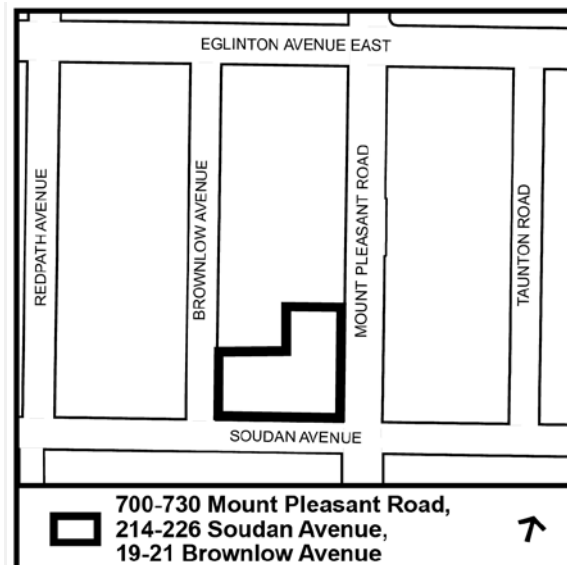 EGLINTON AVENUE EAST
REDPATH AVENUE
BROWNLOW AVENUE
MOUNT PLEASANT ROAD
TAUNTON ROAD
SOUDAN AVENUE
700-730 Mount Pleasant Road,
214-226 Soudan Avenue,
19-21 Brownlow Avenue